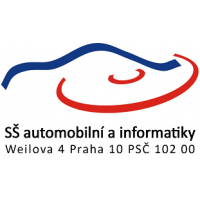 SŠ automobilní a informatiky
Weilova 4 Praha 10 PSČ 102 00